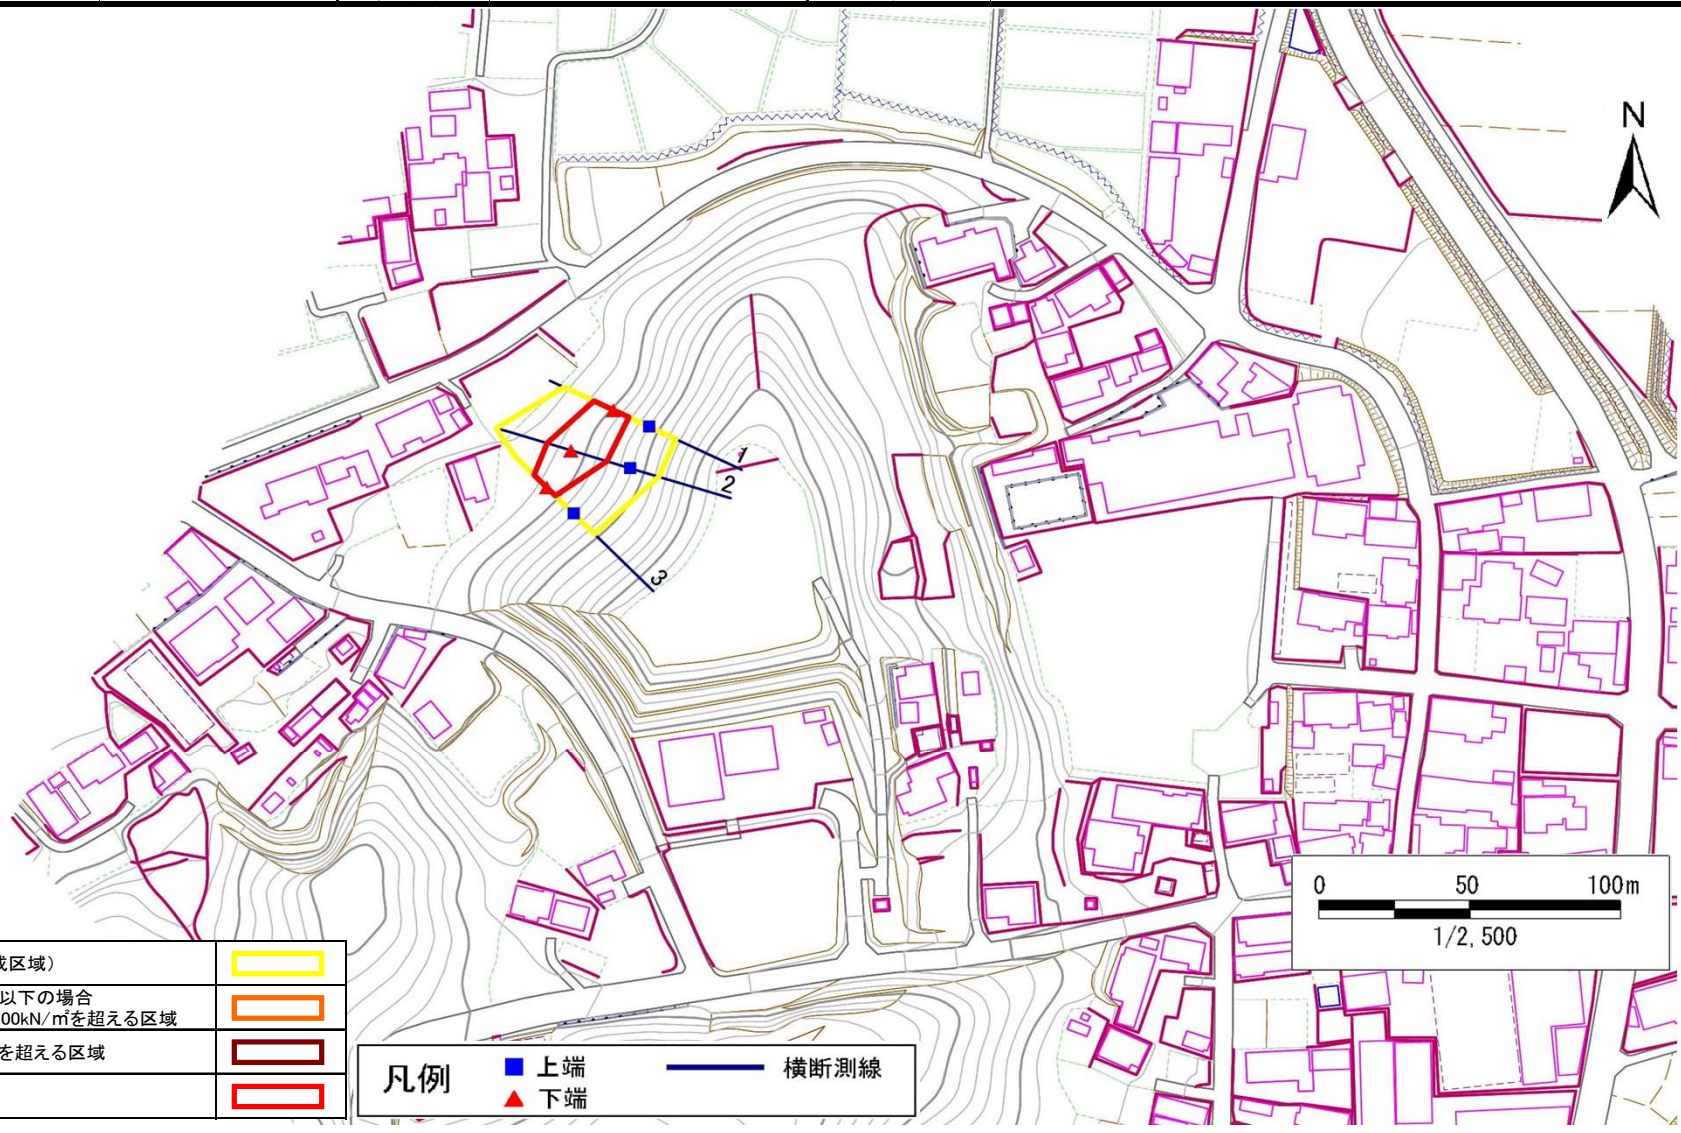 N
1
2
3
0 50 100m
1/2,500
区域）
以下の場合
00kN/㎡を超える区域
を超える区域
凡例
上端
下端
横断測線